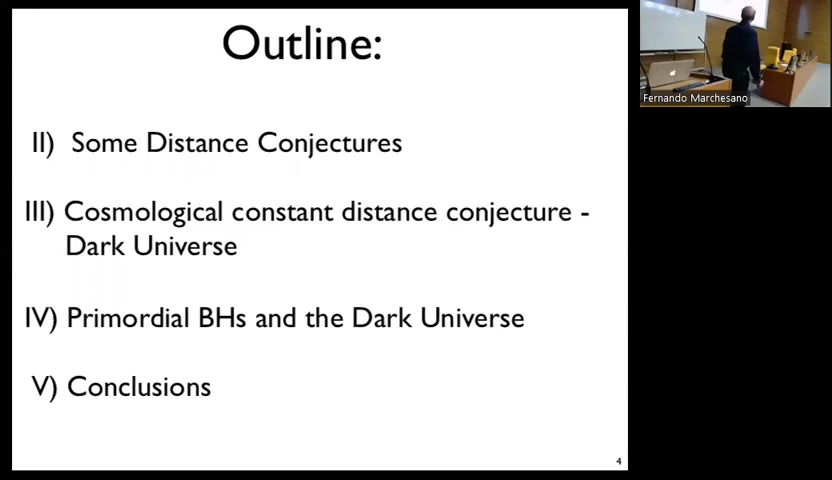 Outline:
II) Some Distance Conjectures
III) Cosmological constant distance conjecture -
Dark Universe
IV) Primordial BHs and the Dark Universe
V) Conclusions
4
Fernando Marchesano